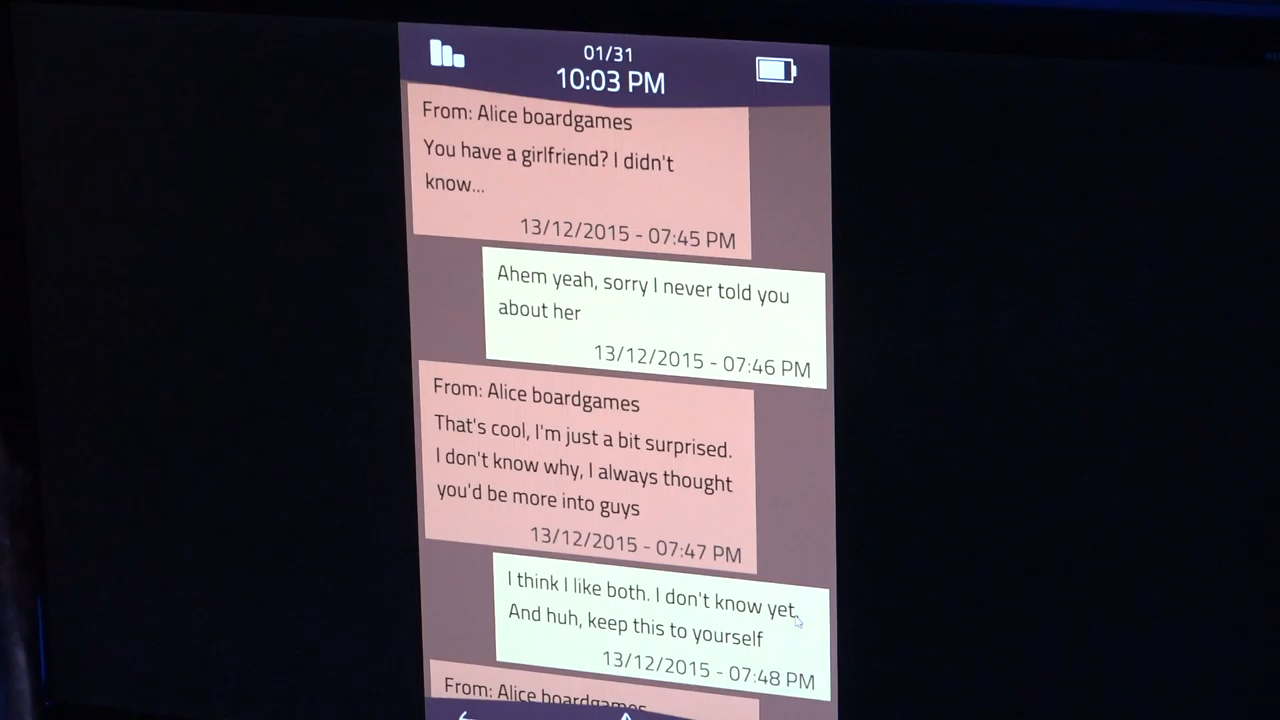 01/31
10:03 PM
From: Alice boardgames
You have a girlfriend? I didn't
know...
13/12/2015 - 07:45 PM
Ahem yeah, sorry I never told you
about her
13/12/2015 - 07:46 PM
From: Alice boardgames
That's cool, I'm just a bit surprised.
I don't know why, I always thought
you'd be more into guys
13/12/2015 - 07:47 PM
I think I like both. I don't know yet.
And huh, keep this to yourself
13/12/2015 - 07:48 PM
From: Alice boardgames